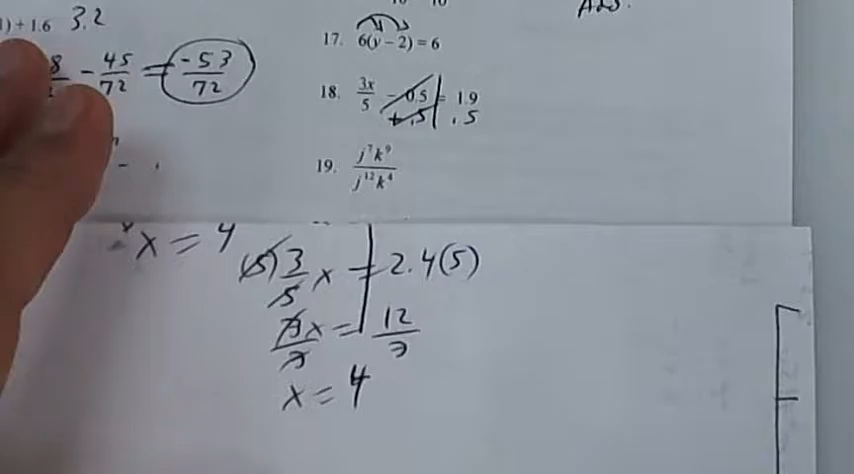 1) + 1.6 3.2
8/ - 45/72 = -53/72
17. 6(y − 2) = 6
18. 3x/5 − 0.5 = 1.9
+ .5 .5
19. j⁷k⁹/j¹²k⁴
x = 4
(5) 3/5 x = 2.4(5)
3x/3 = 12/3
x = 4